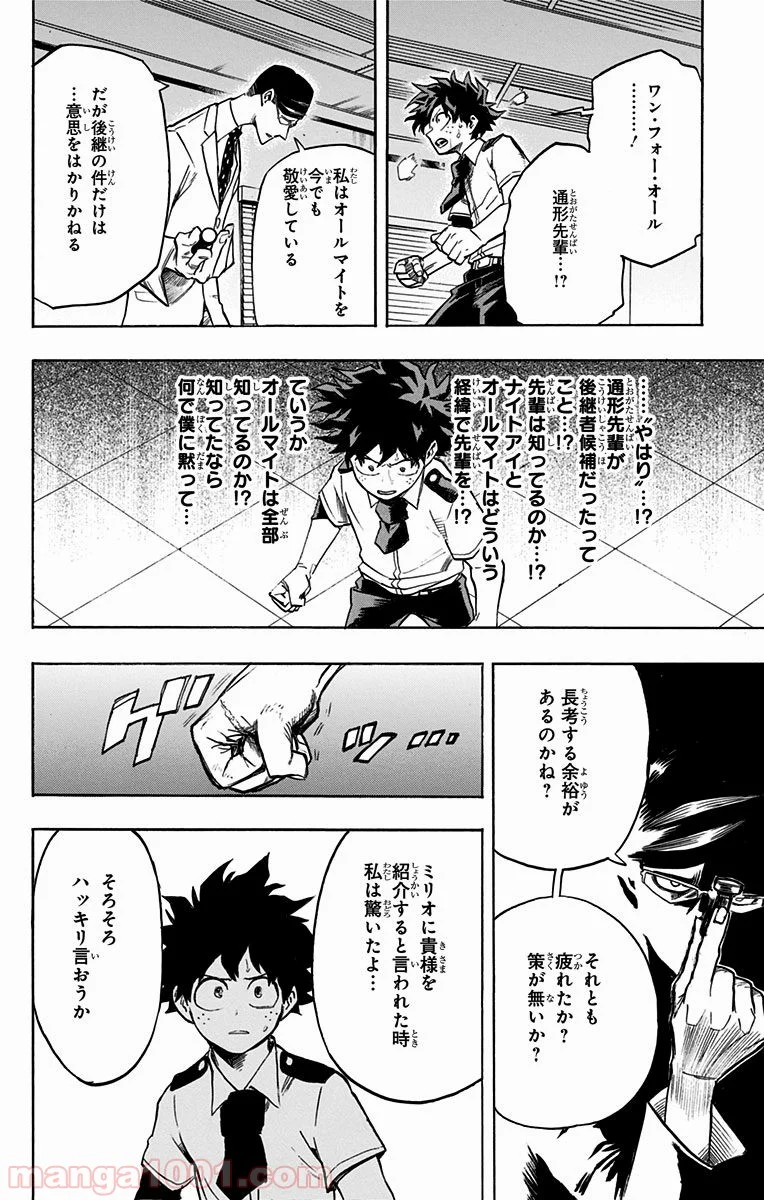 ワン・フォー・オール
………！
通形先輩…!?
私はオールマイトを
今でも
敬愛している
だが後継の件だけは
…意思をはかりかねる
………〝やはり〟…!?
通形先輩が
後継者候補だったって
こと…!?
先輩は知ってるのか…!?
ナイトアイと
オールマイトはどういう
経緯で先輩を…!?
ていうか
オールマイトは全部
知ってるのか!?
知ってたなら
何で僕に黙って…
長考する余裕が
あるのかね？
それとも
疲れたか？
策が無いか？
グッ
グッ…
ミリオに貴様を
紹介すると言われた時
私は驚いたよ…
そろそろ
ハッキリ言おうか
manga1001.com